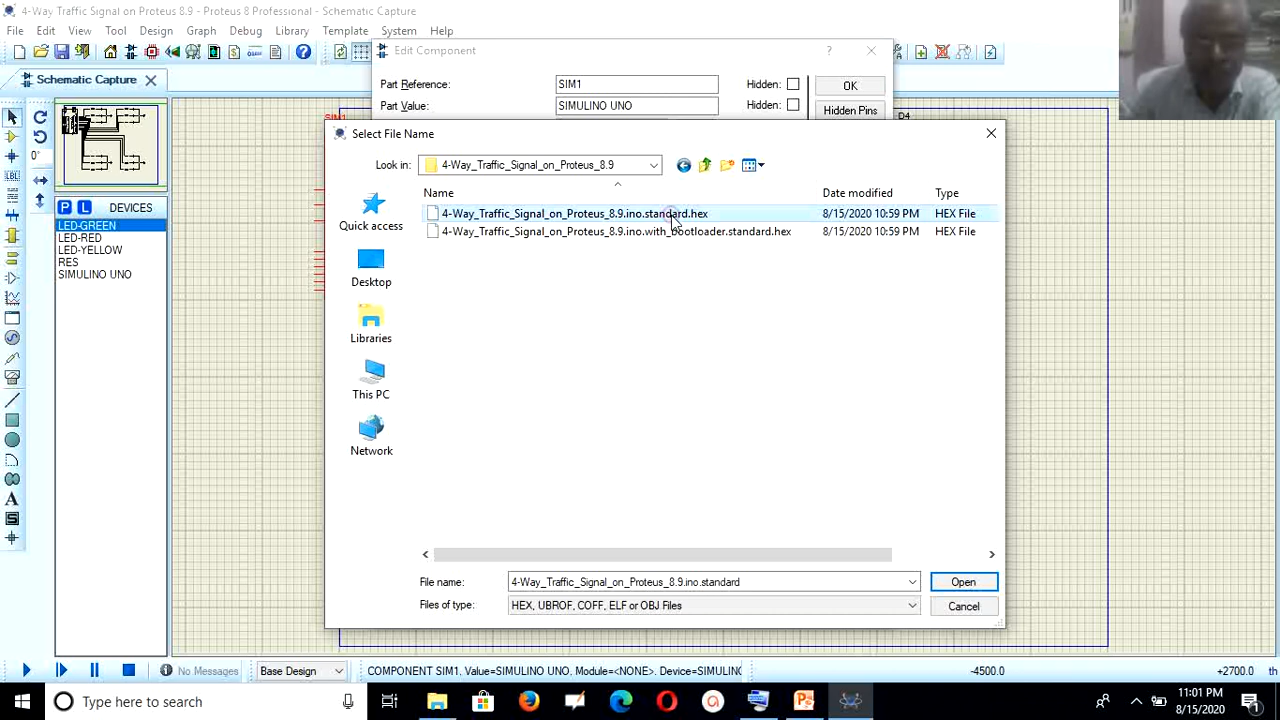 4-Way Traffic Signal on Proteus 8.9 - Proteus 8 Professional - Schematic Capture
File Edit View Tool Design Graph Debug Library Template System Help
Schematic Capture
Edit Component
Part Reference: SIM1 Hidden: OK
Part Value: SIMULINO UNO Hidden: Hidden Pins
Select File Name
Look in: 4-Way_Traffic_Signal_on_Proteus_8.9
Name Date modified Type
4-Way_Traffic_Signal_on_Proteus_8.9.ino.standard.hex 8/15/2020 10:59 PM HEX File
4-Way_Traffic_Signal_on_Proteus_8.9.ino.with_bootloader.standard.hex 8/15/2020 10:59 PM HEX File
Quick access
Desktop
Libraries
This PC
Network
0°
P L DEVICES
LED-GREEN
LED-RED
LED-YELLOW
RES
SIMULINO UNO
D4
File name: 4-Way_Traffic_Signal_on_Proteus_8.9.ino.standard Open
Files of type: HEX, UBROF, COFF, ELF or OBJ Files Cancel
No Messages Base Design COMPONENT SIM1, Value=SIMULINO UNO, Module=<NONE>, Device=SIMULINO -4500.0 +2700.0 th
Type here to search
11:01 PM
8/15/2020